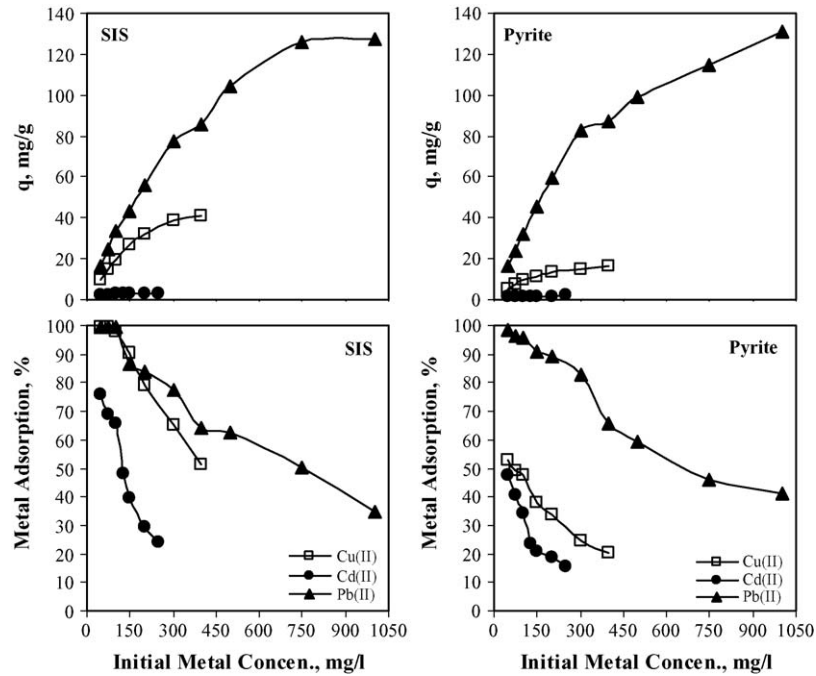 140
120
100
80
60
40
20
0
q, mg/g
SIS
140
120
100
80
60
40
20
0
q, mg/g
Pyrite
100
90
80
70
60
50
40
30
20
10
0
Metal Adsorption, %
SIS
Cu(II)
Cd(II)
Pb(II)
0 150 300 450 600 750 900 1050
Initial Metal Concen., mg/l
100
90
80
70
60
50
40
30
20
10
0
Metal Adsorption, %
Pyrite
Cu(II)
Cd(II)
Pb(II)
0 150 300 450 600 750 900 1050
Initial Metal Concen., mg/l